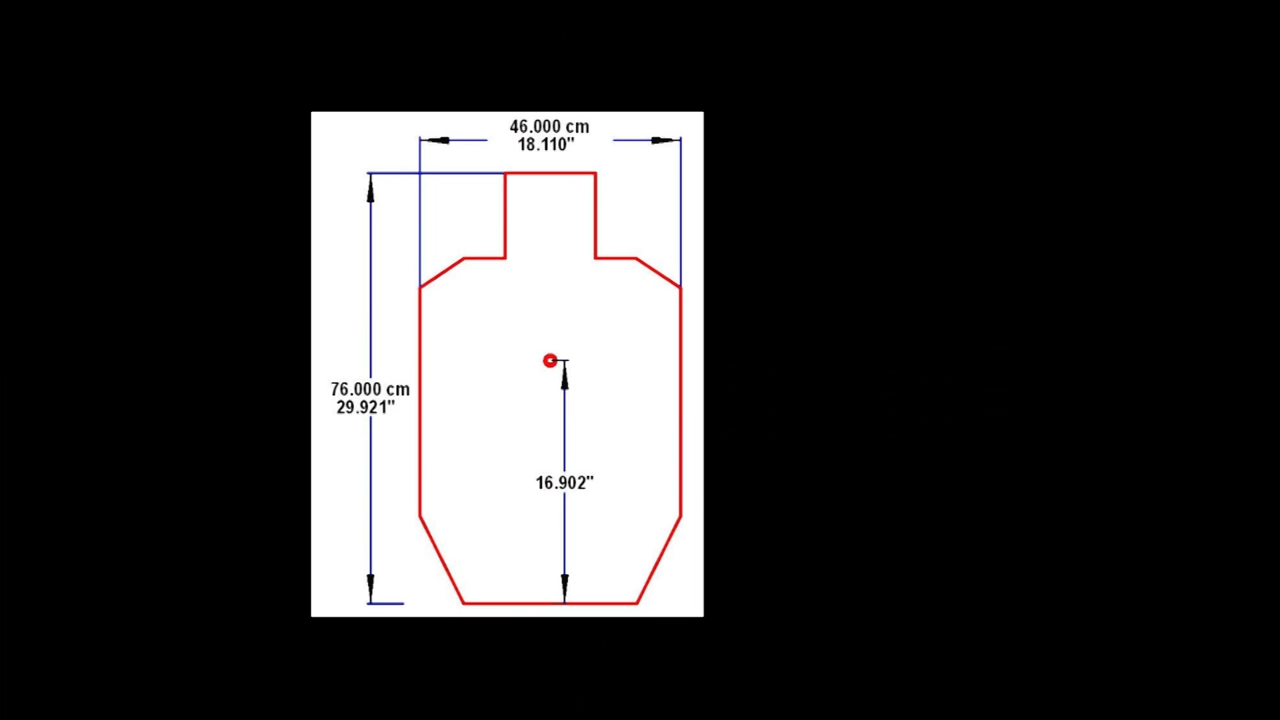 46.000 cm
18.110"
76.000 cm
29.921"
16.902"